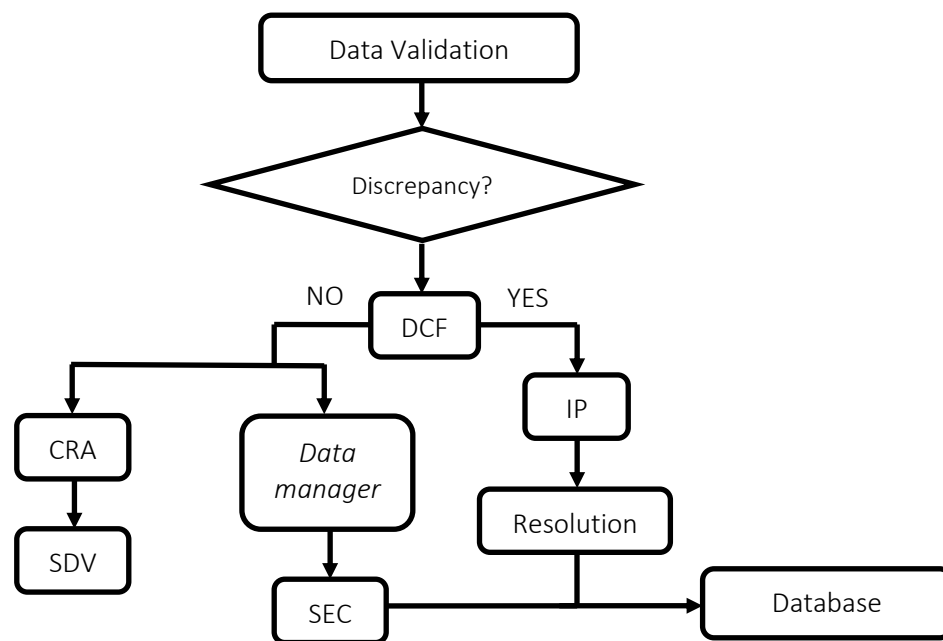 Data Validation
Discrepancy?
NO
YES
DCF
IP
CRA
Data
manager
Resolution
SDV
SEC
Database